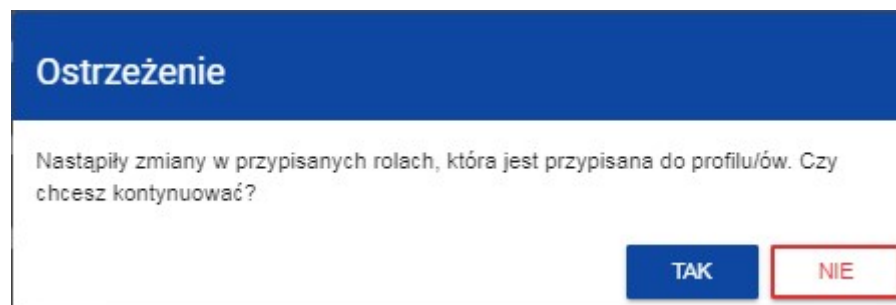 Ostrzeżenie
Nastąpiły zmiany w przypisanych rolach, która jest przypisana do profilu/ów. Czy
chcesz kontynuować?
TAK NIE